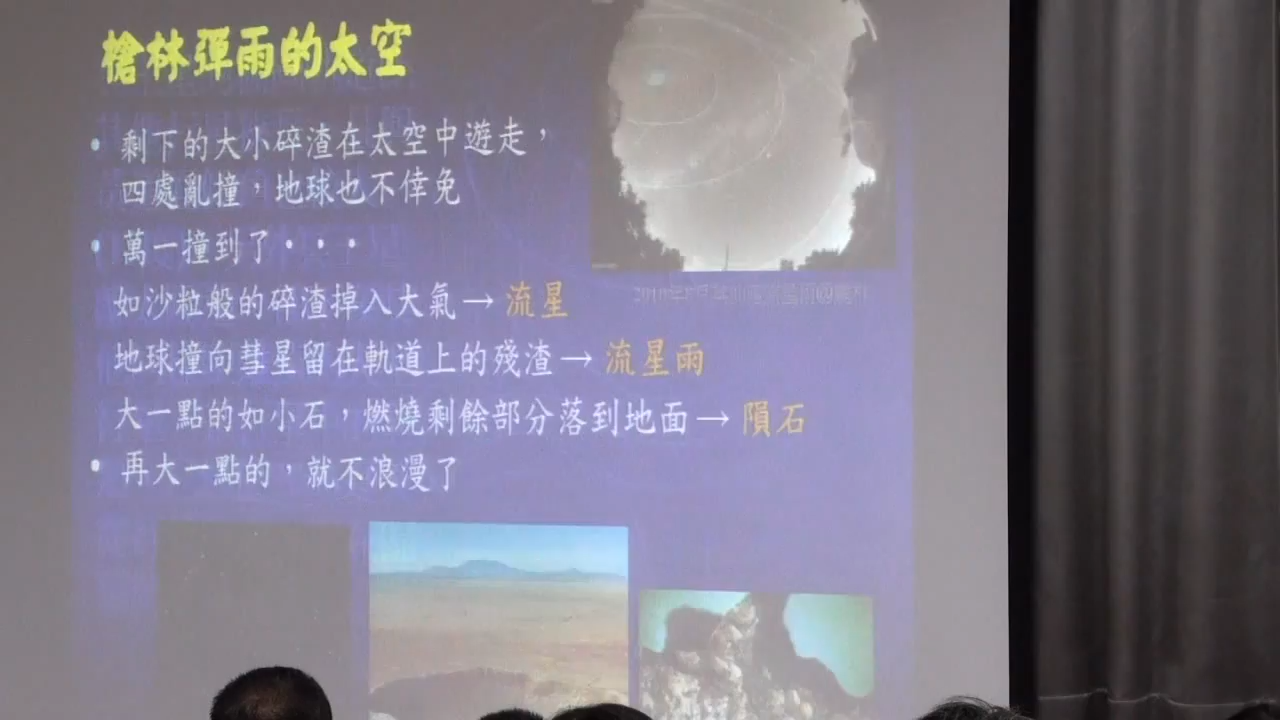 槍林彈雨的太空
• 剩下的大小碎渣在太空中遊走，
四處亂撞，地球也不倖免
• 萬一撞到了・・・
如沙粒般的碎渣掉入大氣→ 流星
地球撞向彗星留在軌道上的殘渣→ 流星雨
大一點的如小石，燃燒剩餘部分落到地面→ 隕石
• 再大一點的，就不浪漫了